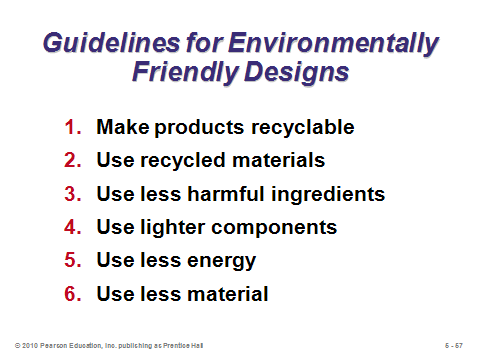 Guidelines for Environmentally
Friendly Designs
1. Make products recyclable
2. Use recycled materials
3. Use less harmful ingredients
4. Use lighter components
5. Use less energy
6. Use less material
© 2010 Pearson Education, Inc. publishing as Prentice Hall
5 - 57